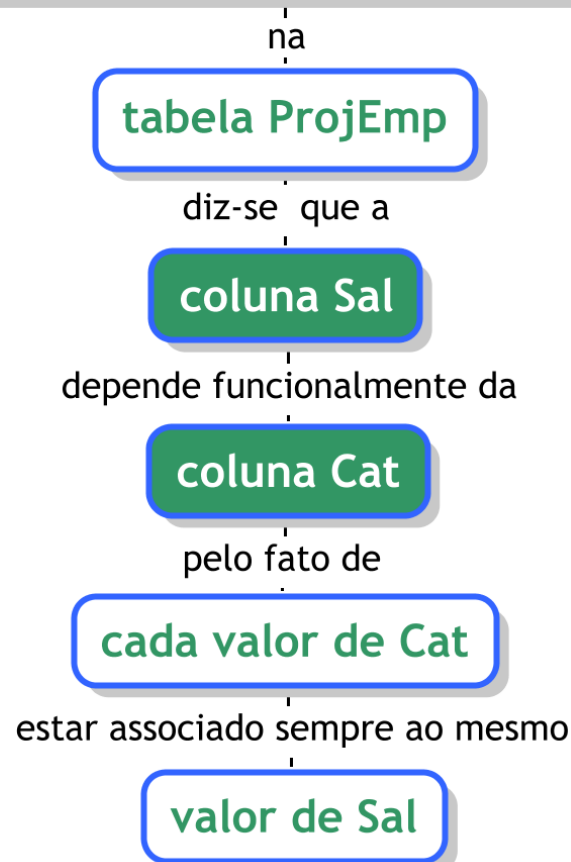 na
tabela ProjEmp
diz-se que a
coluna Sal
depende funcionalmente da
coluna Cat
pelo fato de
cada valor de Cat
estar associado sempre ao mesmo
valor de Sal